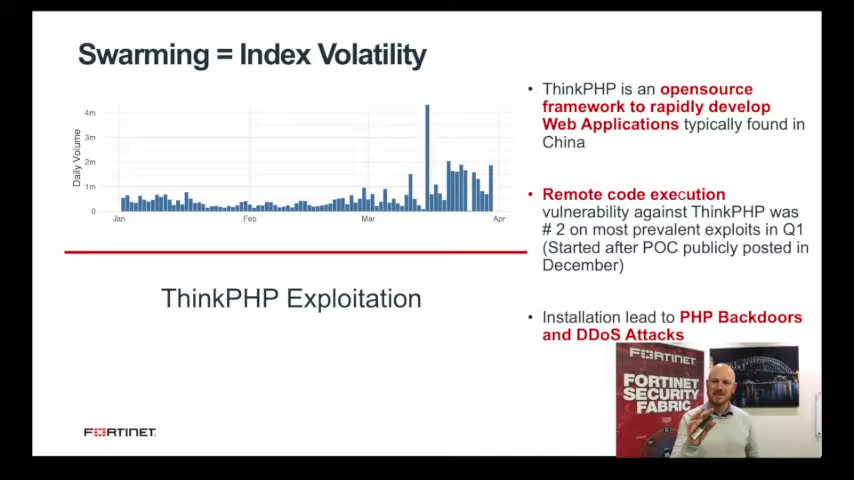 Swarming = Index Volatility
Daily Volume
4m
3m
2m
1m
0
Jan
Feb
Mar
Apr
ThinkPHP Exploitation
• ThinkPHP is an opensource
framework to rapidly develop
Web Applications typically found in
China
• Remote code execution
vulnerability against ThinkPHP was
# 2 on most prevalent exploits in Q1
(Started after POC publicly posted in
December)
• Installation lead to PHP Backdoors
and DDoS Attacks
FORTINET
FORTINET
SECURITY
FABRIC
FORTINET